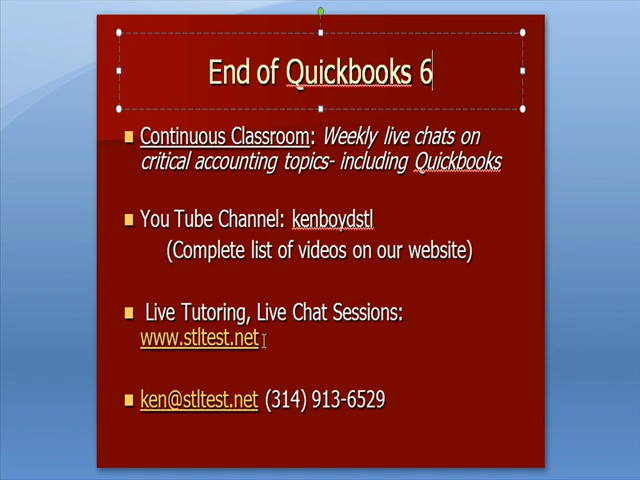 End of Quickbooks 6
Continuous Classroom: Weekly live chats on
critical accounting topics- including Quickbooks
You Tube Channel: kenboydstl
(Complete list of videos on our website)
Live Tutoring, Live Chat Sessions:
www.stltest.net
ken@stltest.net (314) 913-6529